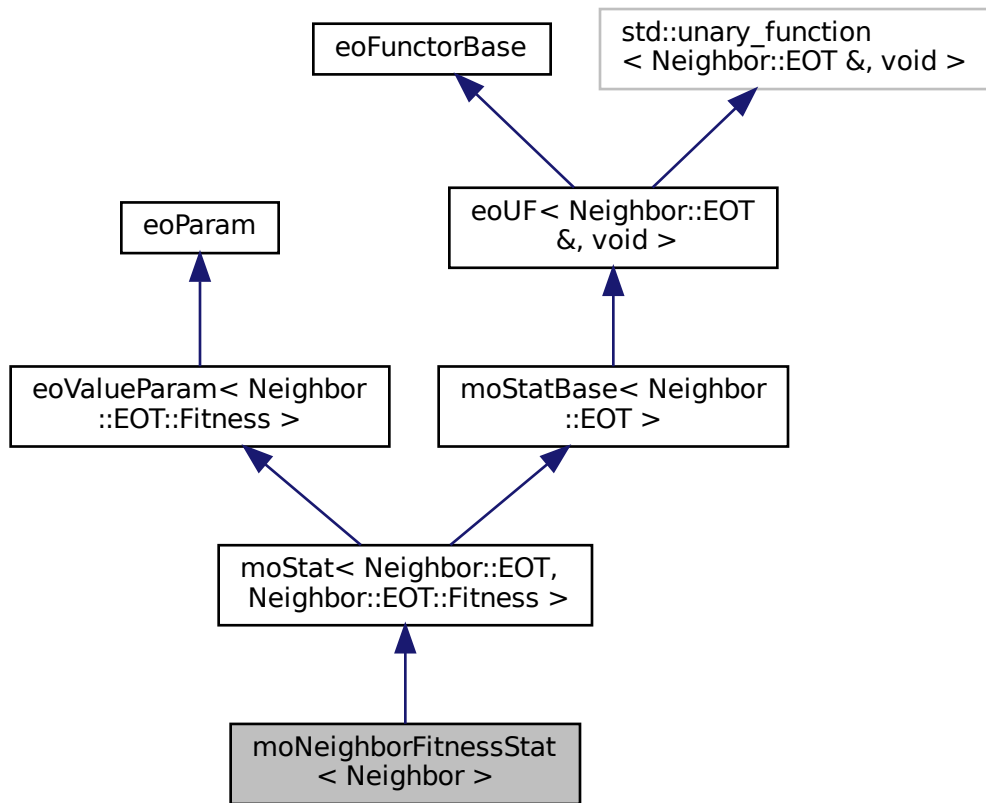 eoFunctorBase
std::unary_function
< Neighbor::EOT &, void >
eoUF< Neighbor::EOT
&, void >
eoParam
eoValueParam< Neighbor
::EOT::Fitness >
moStatBase< Neighbor
::EOT >
moStat< Neighbor::EOT,
Neighbor::EOT::Fitness >
moNeighborFitnessStat
< Neighbor >